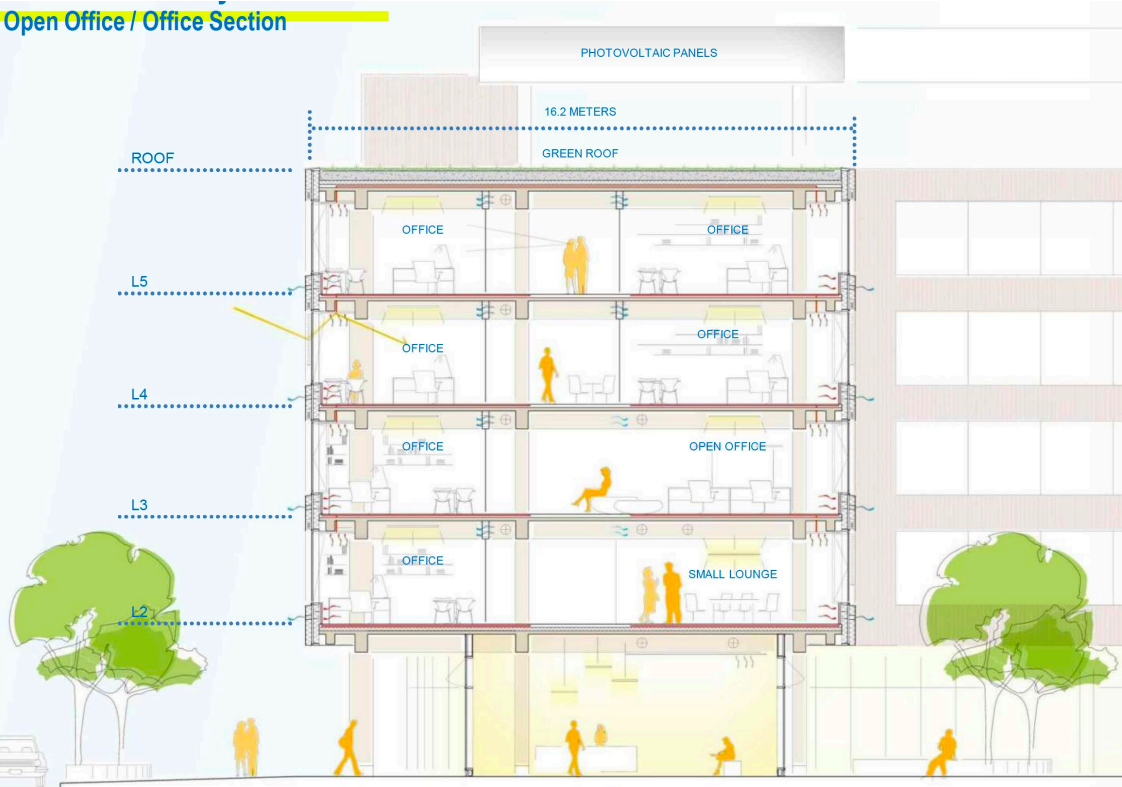 Open Office / Office Section
PHOTOVOLTAIC PANELS
16.2 METERS
GREEN ROOF
ROOF
OFFICE
OFFICE
L5
OFFICE
OFFICE
L4
OFFICE
OPEN OFFICE
L3
OFFICE
SMALL LOUNGE
L2